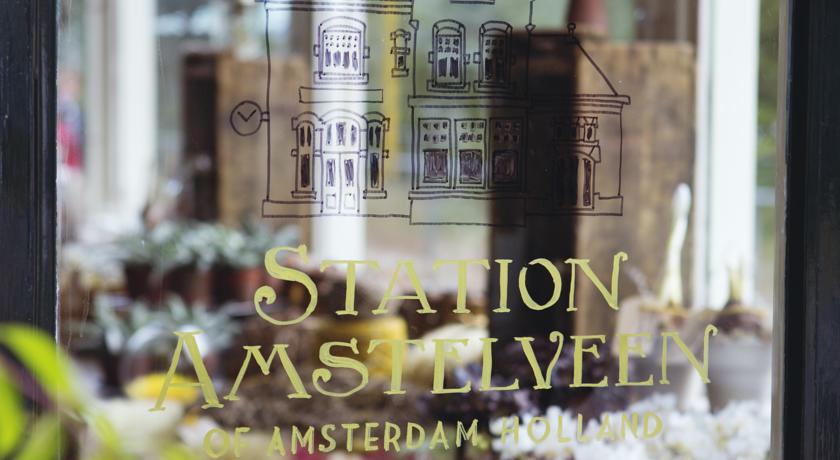 STATION
AMSTELVEEN
OF AMSTERDAM, HOLLAND